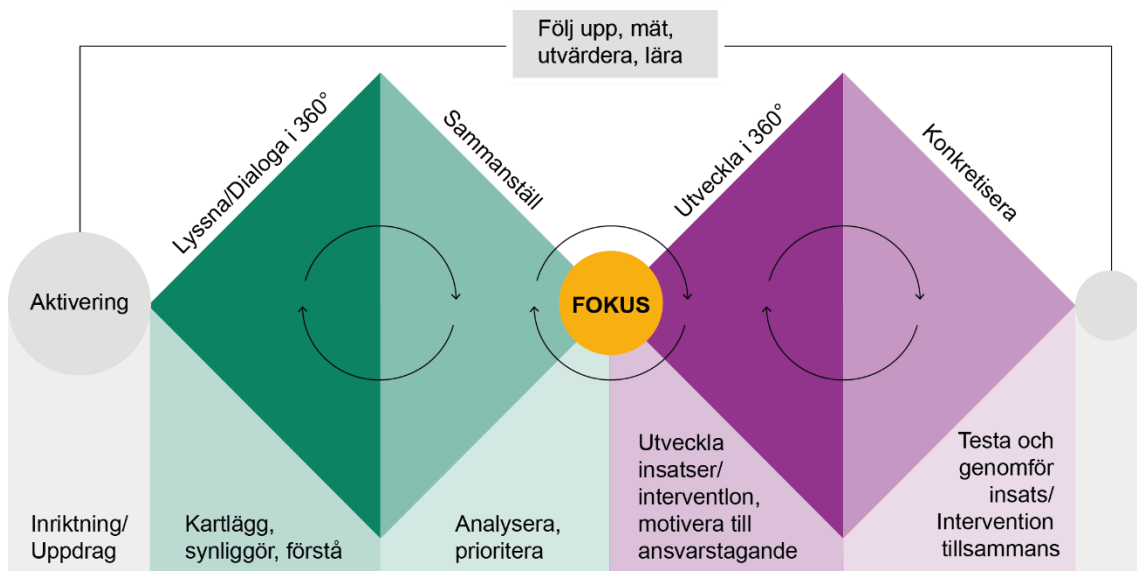 Följ upp, mät,
utvärdera, lära
Lyssna/Dialoga i 360°
Sammanställ
Utveckla i 360°
Konkretisera
Aktivering
FOKUS
Inriktning/
Uppdrag
Kartlägg,
synliggör, förstå
Analysera,
prioritera
Utveckla
insatser/
interventlon,
motivera till
ansvarstagande
Testa och
genomför
insats/
Intervention
tillsammans